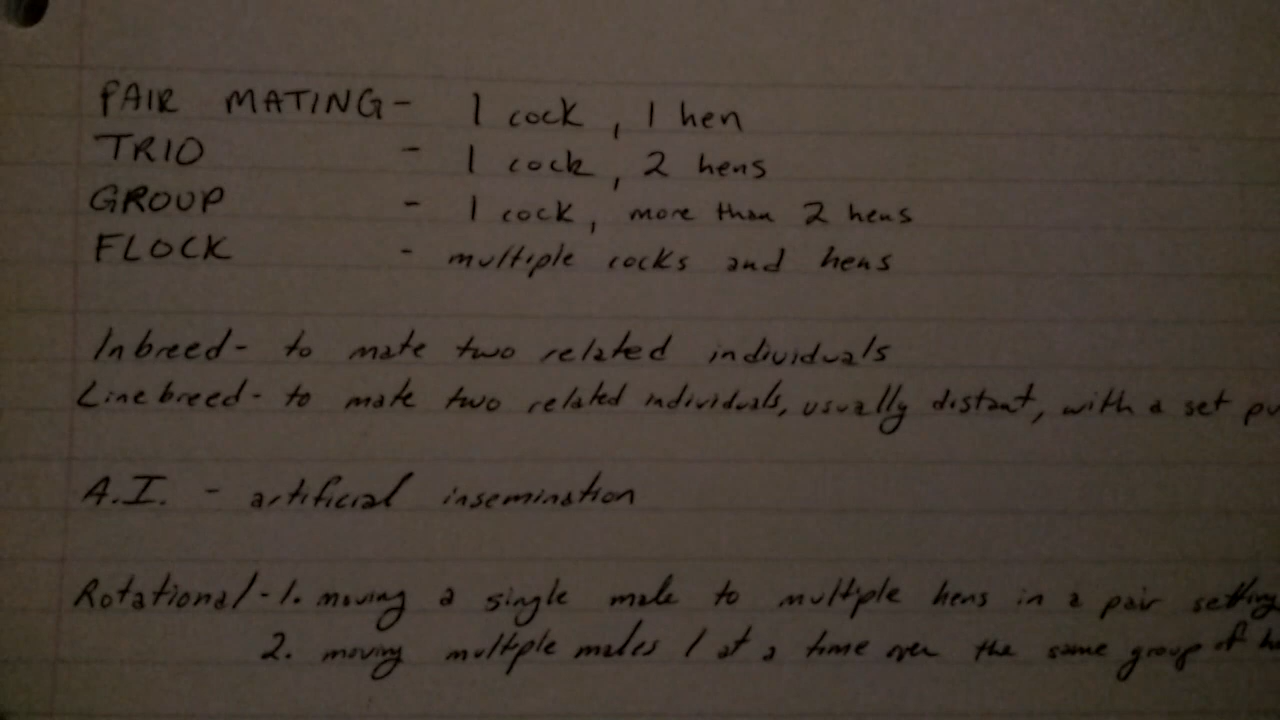 PAIR MATING- 1 cock, 1 hen
TRIO - 1 cock, 2 hens
GROUP - 1 cock, more than 2 hens
FLOCK - multiple cocks and hens
Inbreed- to mate two related individuals
Linebreed- to mate two related individuals, usually distant, with a set
A.I. - artificial insemination
Rotational- 1. moving a single male to multiple hens in a pair setting
2. moving multiple males 1 at a time over the same group of